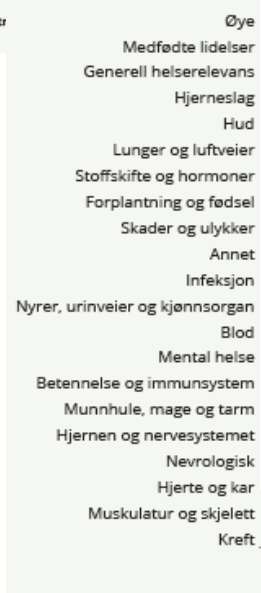 Øye
Medfødte lidelser
Generell helserelevans
Hjerneslag
Hud
Lunger og luftveier
Stoffskifte og hormoner
Forplantning og fødsel
Skader og ulykker
Annet
Infeksjon
Nyrer, urinveier og kjønnsorgan
Blod
Mental helse
Betennelse og immunsystem
Munnhule, mage og tarm
Hjernen og nervesystemet
Nevrologisk
Hjerte og kar
Muskulatur og skjelett
Kreft